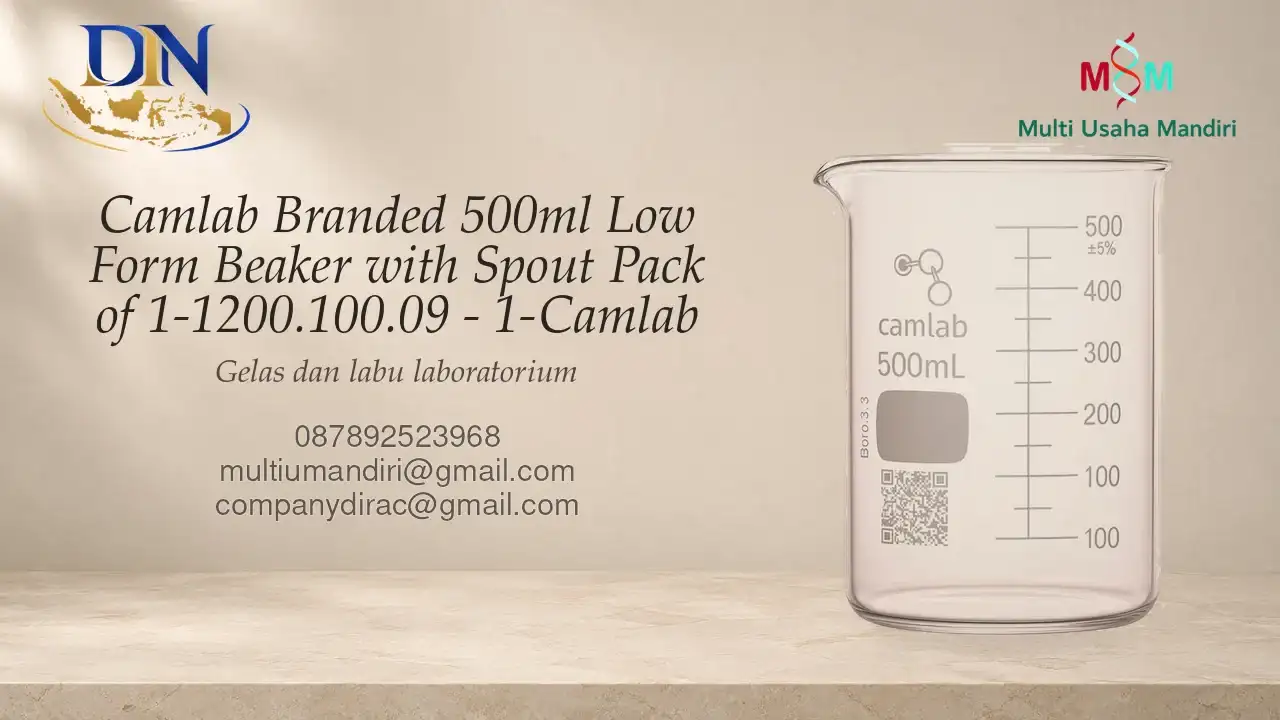 DN
MSM
Multi Usaha Mandiri
Camlab Branded 500ml Low
Form Beaker with Spout Pack
of 1-1200.100.09 - 1-Camlab
Gelas dan labu laboratorium
087892523968
multiumandiri@gmail.com
companydirac@gmail.com
500
±5%
400
300
200
100
100
camlab
500mL
Boro.3.3